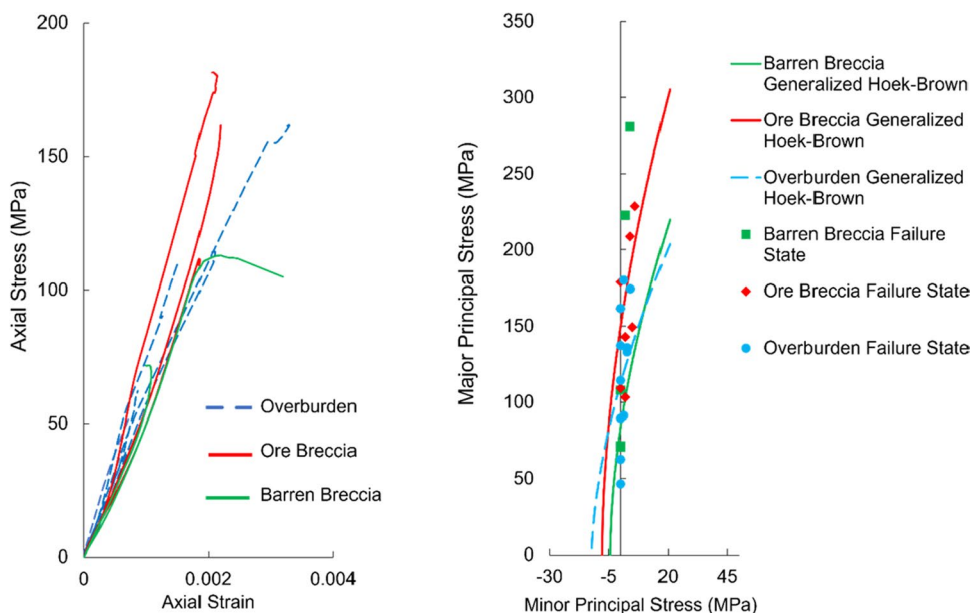 200
150
100
50
0
Axial Stress (MPa)
0
0.002
0.004
Axial Strain
Overburden
Ore Breccia
Barren Breccia
350
300
250
200
150
100
50
0
Major Principal Stress (MPa)
-30
-5
20
45
Minor Principal Stress (MPa)
Barren Breccia
Generalized Hoek-Brown
Ore Breccia Generalized
Hoek-Brown
Overburden Generalized
Hoek-Brown
Barren Breccia Failure
State
Ore Breccia Failure State
Overburden Failure State